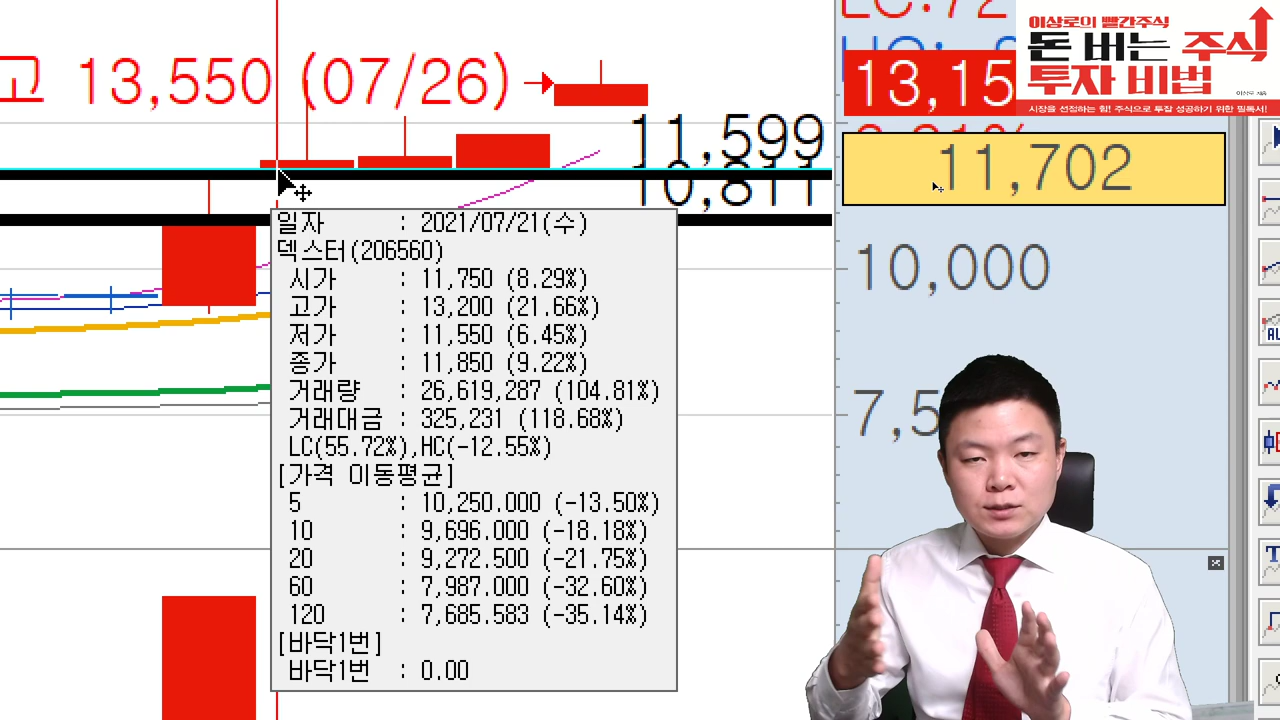 고 13,550 (07/26)
11,599
10,811
일자 : 2021/07/21(수)
덱스터(206560)
시가 : 11,750 (8.29%)
고가 : 13,200 (21.66%)
저가 : 11,550 (6.45%)
종가 : 11,850 (9.22%)
거래량 : 26,619,287 (104.81%)
거래대금 : 325,231 (118.68%)
LC(55.72%),HC(-12.55%)
[가격 이동평균]
5 : 10,250.000 (-13.50%)
10 : 9,696.000 (-18.18%)
20 : 9,272.500 (-21.75%)
60 : 7,987.000 (-32.60%)
120 : 7,685.583 (-35.14%)
[바닥1번]
바닥1번 : 0.00
LC:72
13,15
11,702
10,000
7,5
이상로의 빨간주식
돈 버는 주식
투자 비법
시장을 선정하는 힘! 주식으로 투잡 성공하기 위한 필독서!